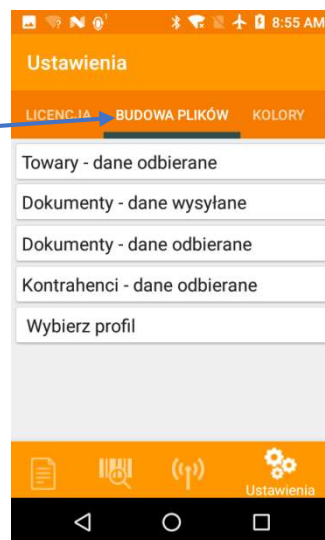 8:55 AM
Ustawienia
LICENCJA BUDOWA PLIKÓW KOLORY
Towary - dane odbierane
Dokumenty - dane wysyłane
Dokumenty - dane odbierane
Kontrahenci - dane odbierane
Wybierz profil
Ustawienia